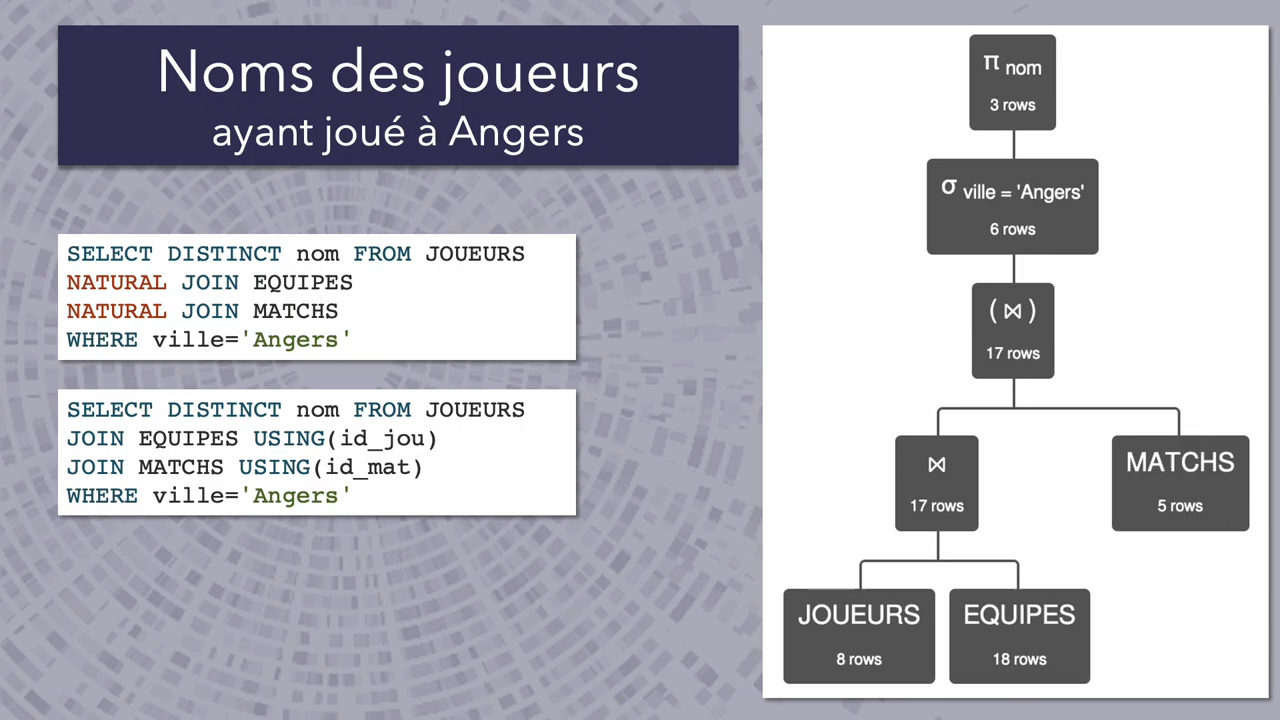 Noms des joueurs
ayant joué à Angers
SELECT DISTINCT nom FROM JOUEURS
NATURAL JOIN EQUIPES
NATURAL JOIN MATCHS
WHERE ville='Angers'
SELECT DISTINCT nom FROM JOUEURS
JOIN EQUIPES USING(id_jou)
JOIN MATCHS USING(id_mat)
WHERE ville='Angers'
π nom
3 rows
σ ville = 'Angers'
6 rows
(⋈)
17 rows
⋈
17 rows
MATCHS
5 rows
JOUEURS
8 rows
EQUIPES
18 rows